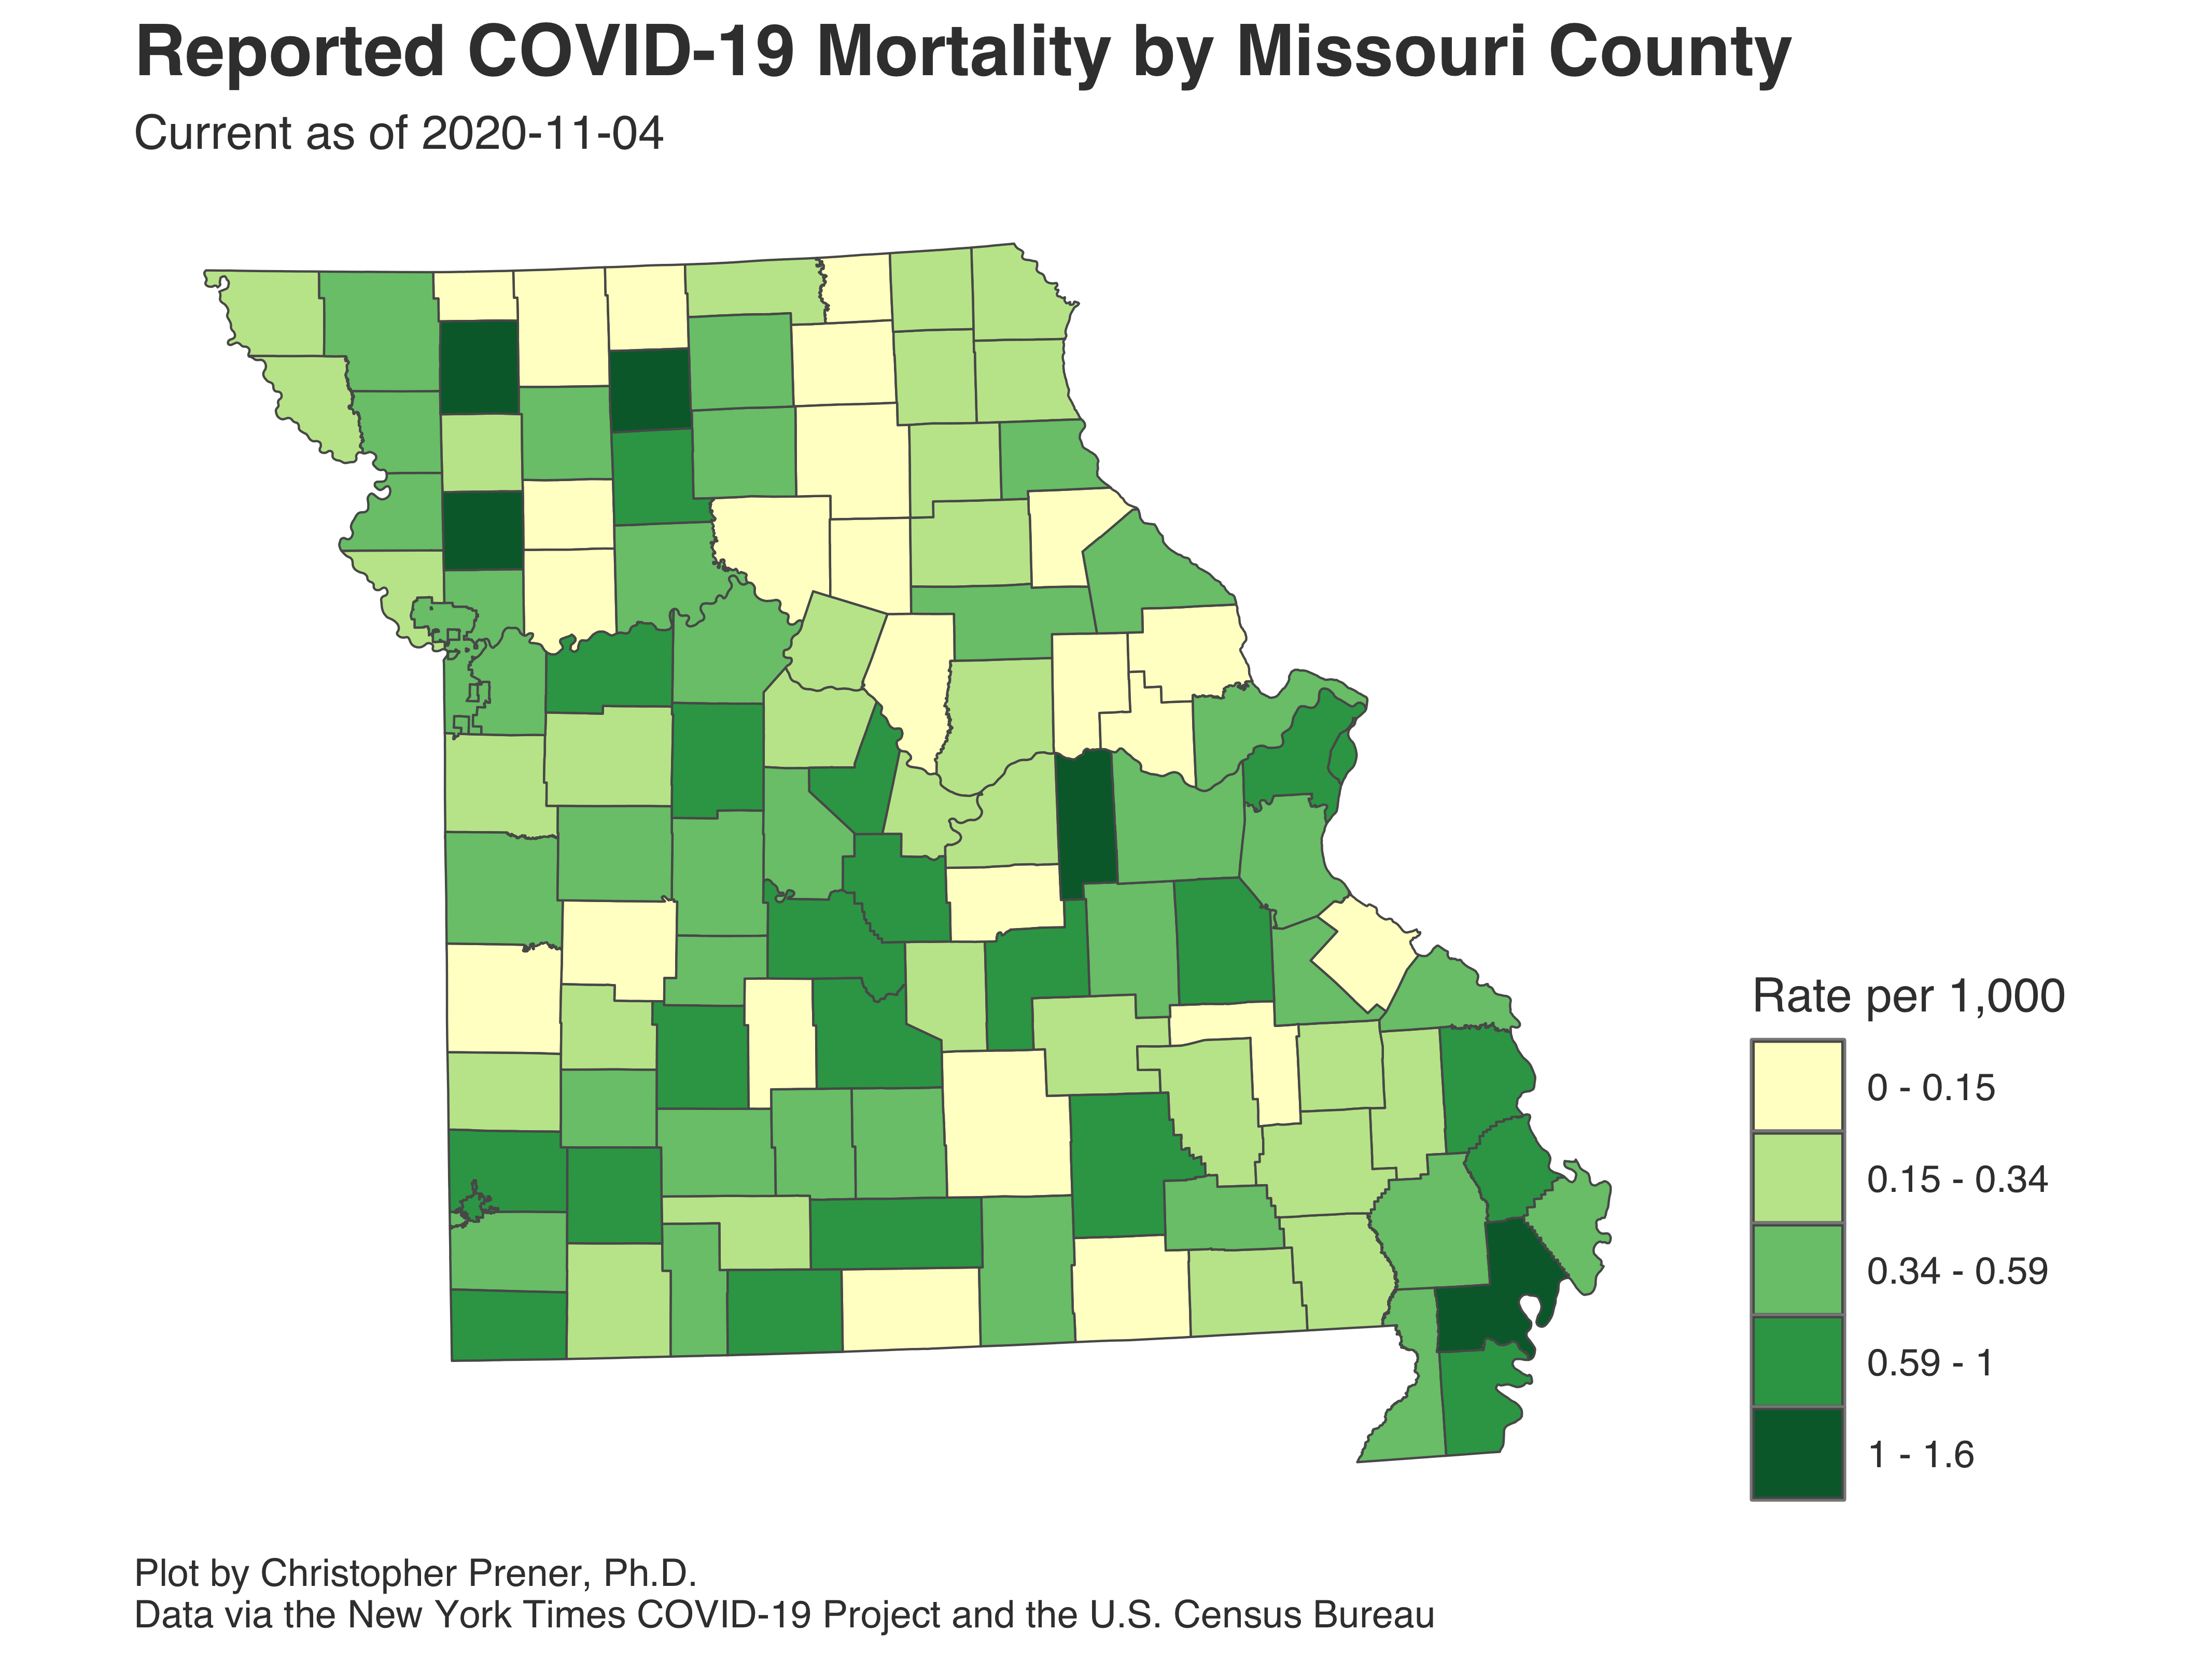 Reported COVID-19 Mortality by Missouri County
Current as of 2020-11-04
Rate per 1,000
0 - 0.15
0.15 - 0.34
0.34 - 0.59
0.59 - 1
1 - 1.6
Plot by Christopher Prener, Ph.D.
Data via the New York Times COVID-19 Project and the U.S. Census Bureau